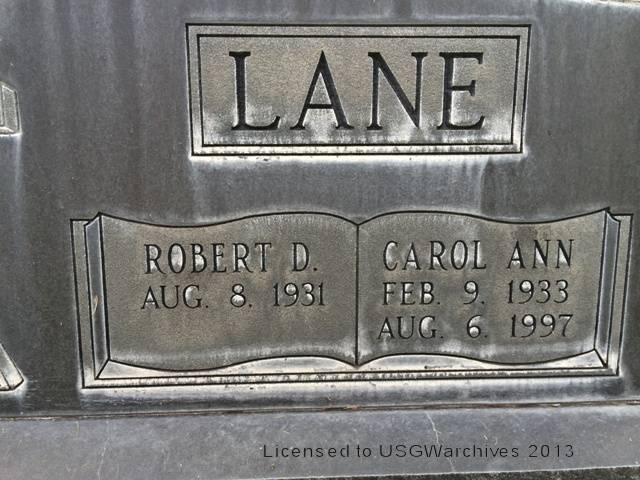 LANE
ROBERT D.
AUG. 8. 1931
CAROL ANN
FEB. 9. 1933
AUG. 6. 1997
Licensed to USGWarchives 2013